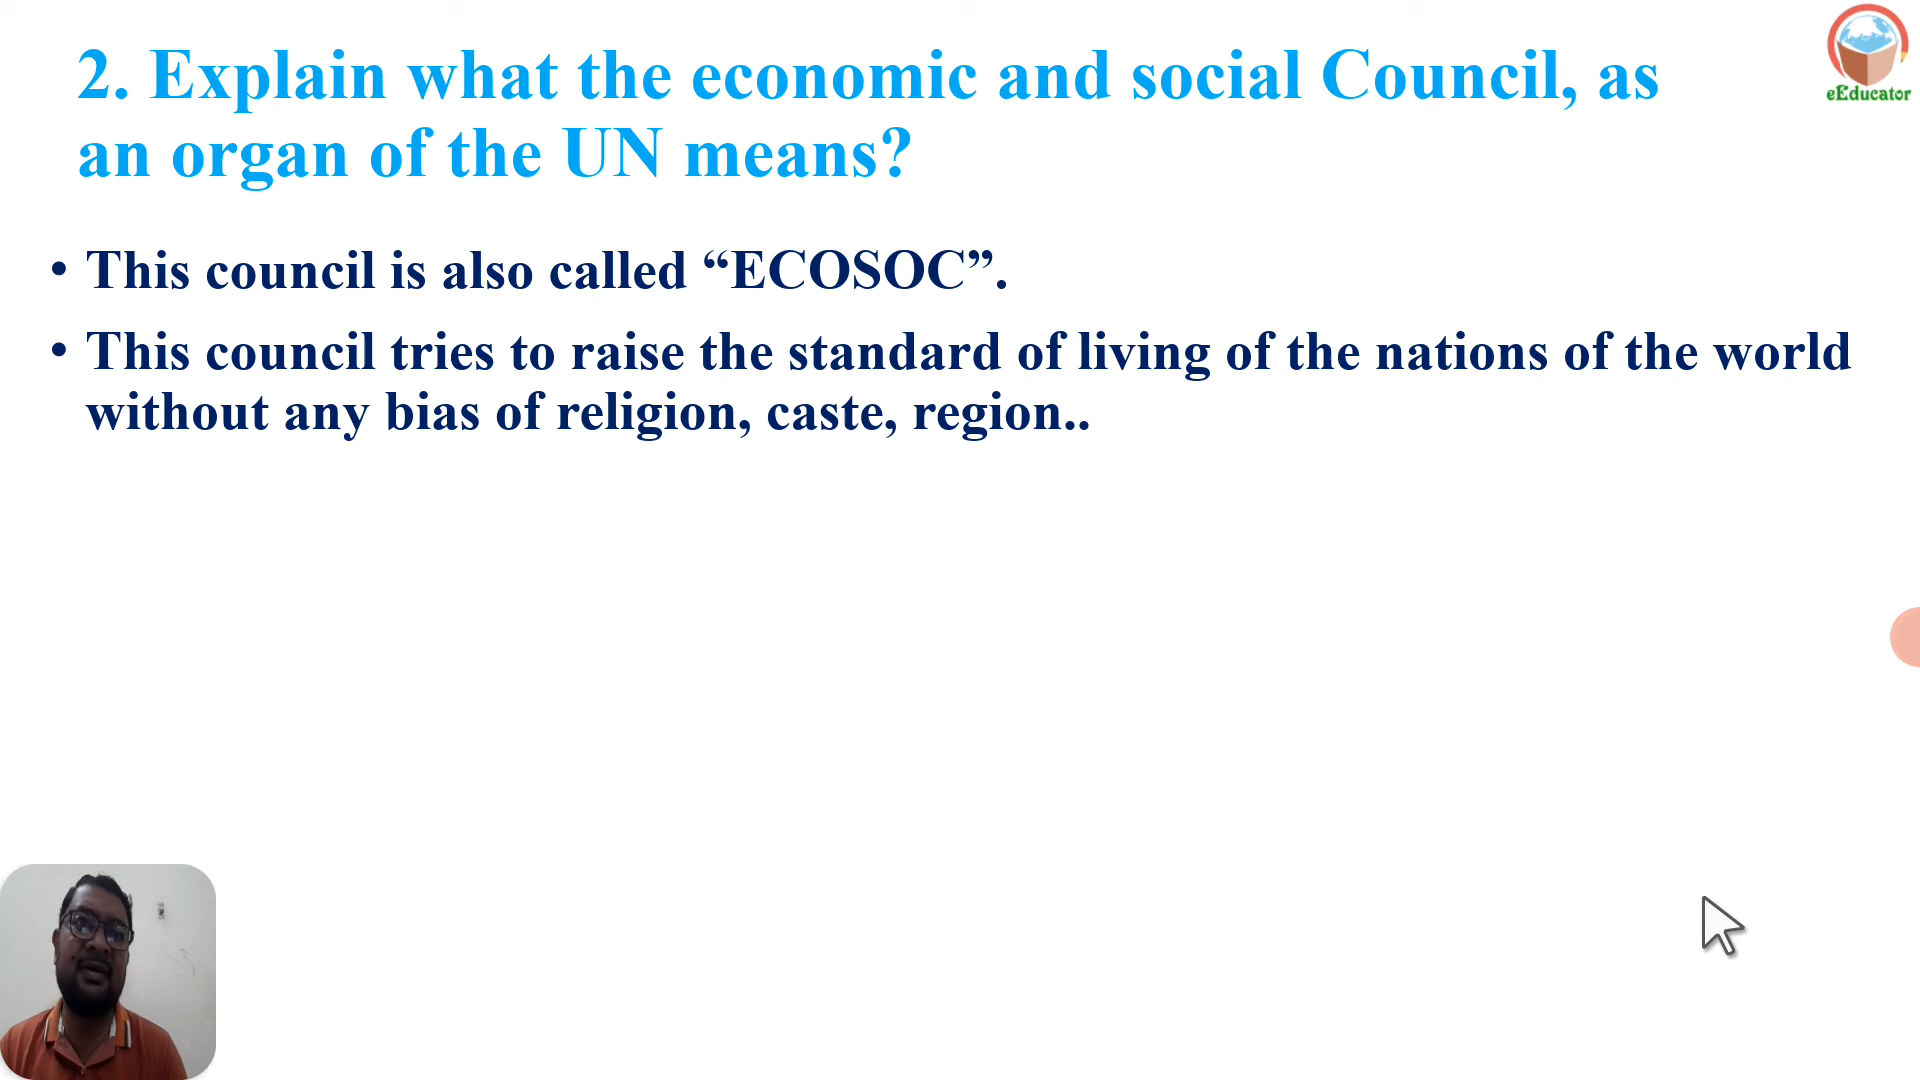 2. Explain what the economic and social Council, as
an organ of the UN means?
eEducator
• This council is also called “ECOSOC”.
• This council tries to raise the standard of living of the nations of the world
without any bias of religion, caste, region..